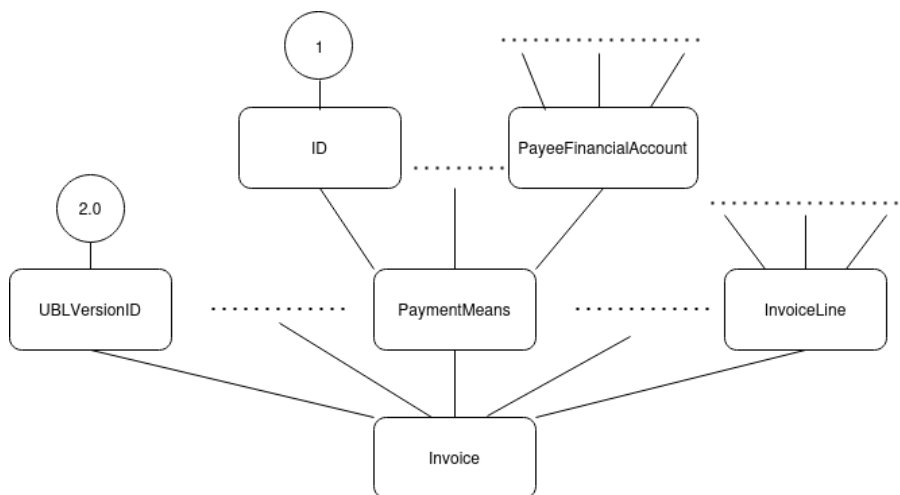 1
ID
PayeeFinancialAccount
2.0
UBLVersionID
PaymentMeans
InvoiceLine
Invoice